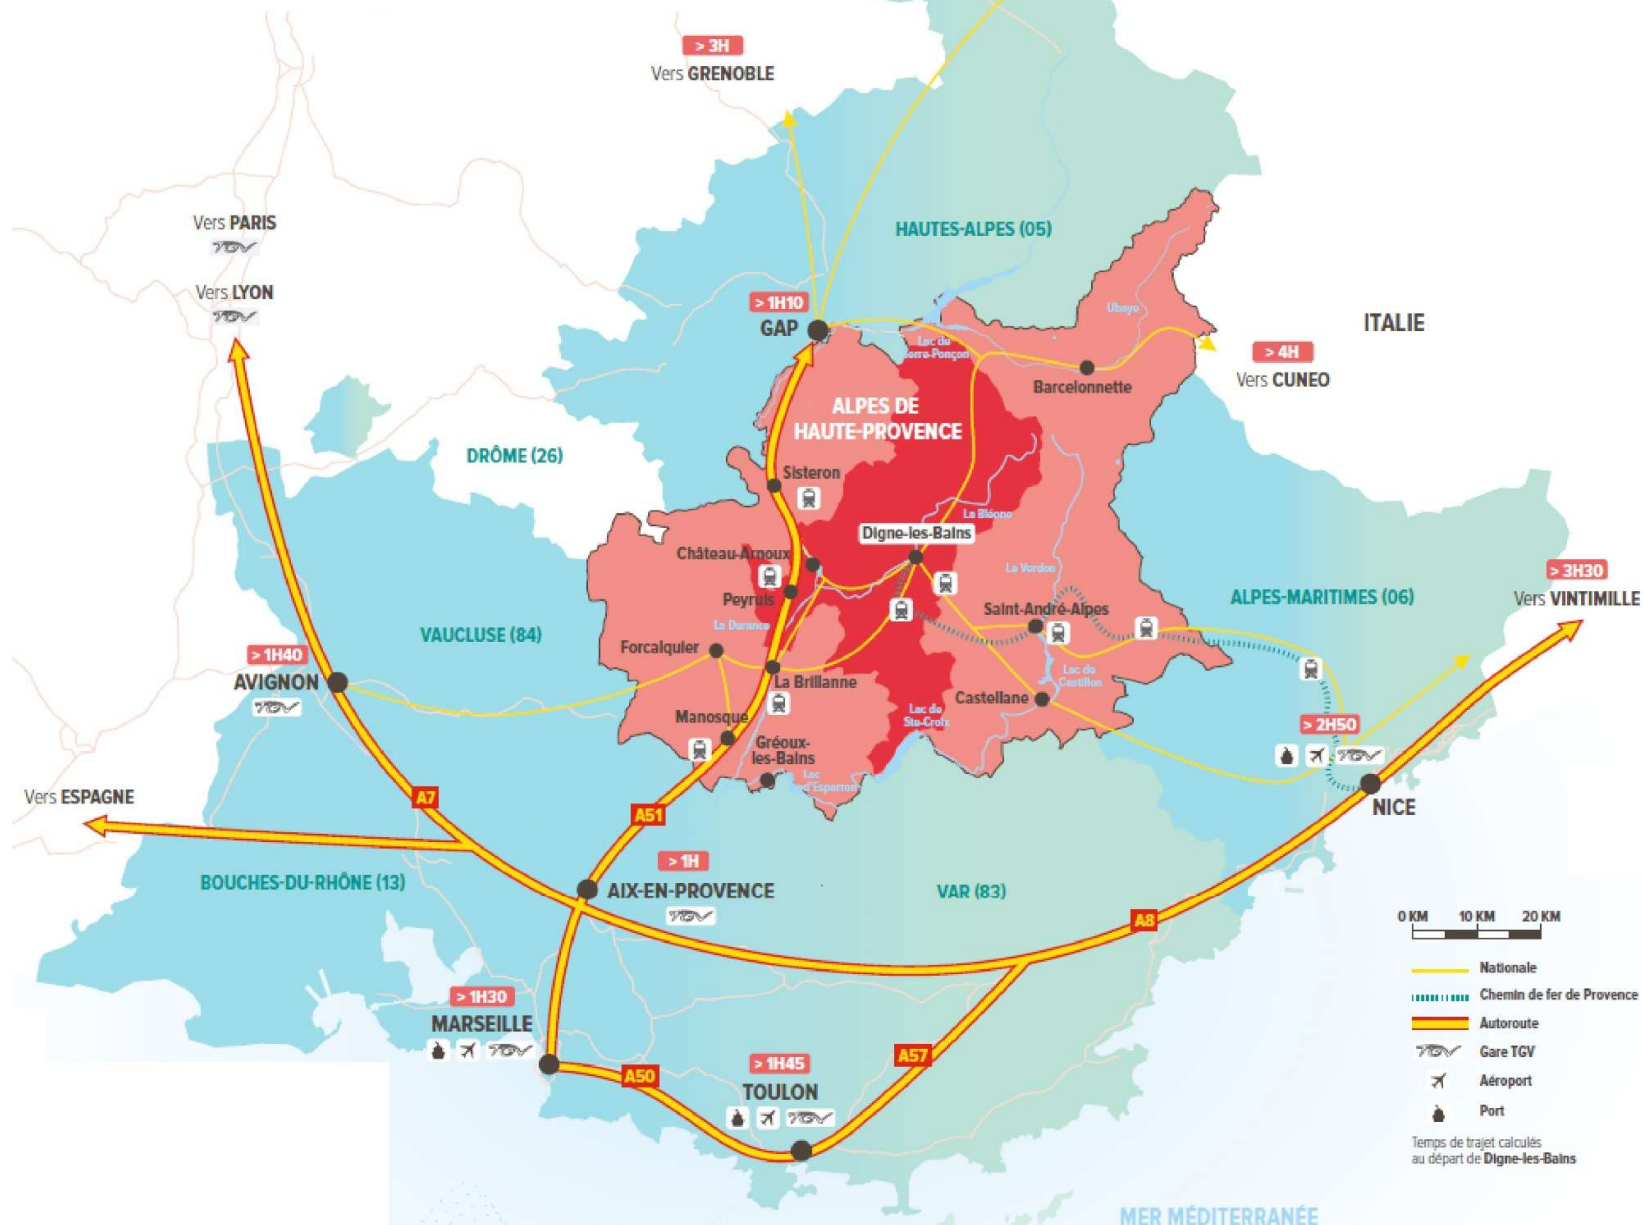 > 3H
Vers GRENOBLE
Vers PARIS
TGV
Vers LYON
TGV
HAUTES-ALPES (05)
> 1H10
GAP
Ubaye
ITALIE
Lac de
Serre-Ponçon
> 4H
Vers CUNEO
Barcelonnette
ALPES DE
HAUTE-PROVENCE
DRÔME (26)
Sisteron
La Bléone
Digne-les-Bains
Château-Arnoux
Le Verdon
> 3H30
Vers VINTIMILLE
Peyruis
ALPES-MARITIMES (06)
Saint-André-Alpes
La Durance
VAUCLUSE (84)
Forcalquier
> 1H40
AVIGNON
TGV
La Brillanne
Lac de
Castillon
Castellane
Manosque
Lac de
Ste-Croix
> 2H50
TGV
Gréoux-
les-Bains
Lac
d'Esparron
Vers ESPAGNE
A7
A51
NICE
> 1H
AIX-EN-PROVENCE
TGV
BOUCHES-DU-RHÔNE (13)
VAR (83)
A8
0 KM 10 KM 20 KM
Nationale
Chemin de fer de Provence
Autoroute
TGV Gare TGV
Aéroport
Port
Temps de trajet calculés
au départ de Digne-les-Bains
> 1H30
MARSEILLE
TGV
A50
A57
> 1H45
TOULON
TGV
MER MÉDITERRANÉE